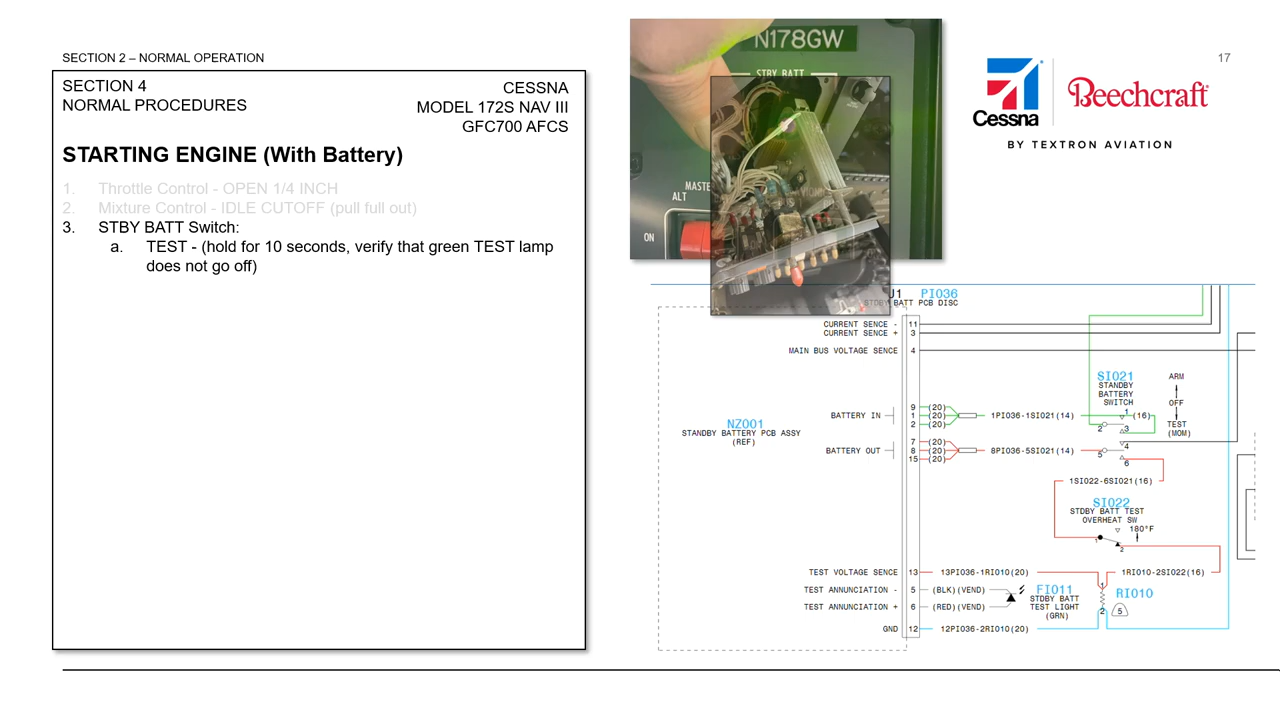 SECTION 2 – NORMAL OPERATION
SECTION 4
NORMAL PROCEDURES
CESSNA
MODEL 172S NAV III
GFC700 AFCS
STARTING ENGINE (With Battery)
1. Throttle Control - OPEN 1/4 INCH
2. Mixture Control - IDLE CUTOFF (pull full out)
3. STBY BATT Switch:
a. TEST - (hold for 10 seconds, verify that green TEST lamp
does not go off)
N178GW
STBY BATT
MASTE
ALT
ON
Cessna
Beechcraft
BY TEXTRON AVIATION
17
J1 PI036
STDBY BATT PCB DISC
CURRENT SENCE - 11
CURRENT SENCE + 3
MAIN BUS VOLTAGE SENCE 4
NZ001
STANDBY BATTERY PCB ASSY
(REF)
BATTERY IN
9 (20)
1 (20) 1PI036-1SI021(14)
2 (20)
BATTERY OUT
7 (20)
8 (20) 8PI036-5SI021(14)
15 (20)
SI021
STANDBY
BATTERY
SWITCH
1 (16)
2 3
4
5
6
ARM
OFF
TEST
(MOM)
1SI022-6SI021(16)
SI022
STDBY BATT TEST
OVERHEAT SW
180°F
1
2
TEST VOLTAGE SENCE 13 13PI036-1RI010(20) 1RI010-2SI022(16)
TEST ANNUNCIATION - 5 (BLK)(VEND)
TEST ANNUNCIATION + 6 (RED)(VEND)
FI011
STDBY BATT
TEST LIGHT
(GRN)
1
2
RI010
5
GND 12 12PI036-2RI010(20)